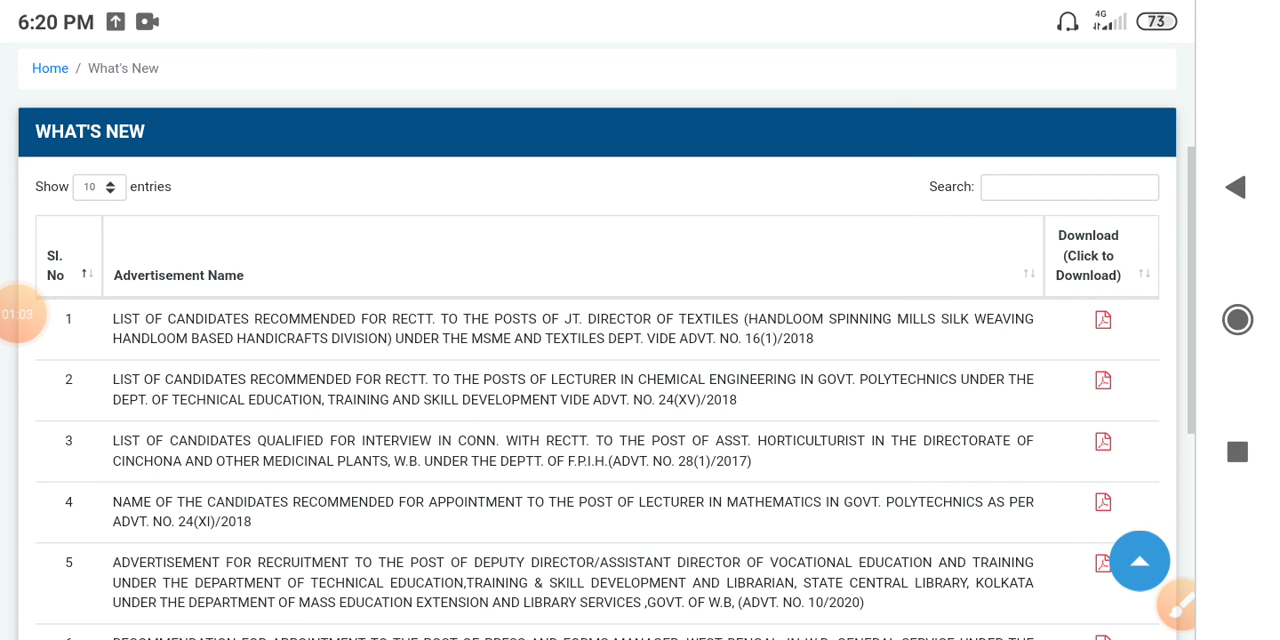 6:20 PM
4G
73
Home / What's New
WHAT'S NEW
Show 10 entries
Search:
Sl. No
Advertisement Name
Download (Click to Download)
01:03
1
LIST OF CANDIDATES RECOMMENDED FOR RECTT. TO THE POSTS OF JT. DIRECTOR OF TEXTILES (HANDLOOM SPINNING MILLS SILK WEAVING
HANDLOOM BASED HANDICRAFTS DIVISION) UNDER THE MSME AND TEXTILES DEPT. VIDE ADVT. NO. 16(1)/2018
2
LIST OF CANDIDATES RECOMMENDED FOR RECTT. TO THE POSTS OF LECTURER IN CHEMICAL ENGINEERING IN GOVT. POLYTECHNICS UNDER THE
DEPT. OF TECHNICAL EDUCATION, TRAINING AND SKILL DEVELOPMENT VIDE ADVT. NO. 24(XV)/2018
3
LIST OF CANDIDATES QUALIFIED FOR INTERVIEW IN CONN. WITH RECTT. TO THE POST OF ASST. HORTICULTURIST IN THE DIRECTORATE OF
CINCHONA AND OTHER MEDICINAL PLANTS, W.B. UNDER THE DEPTT. OF F.P.I.H.(ADVT. NO. 28(1)/2017)
4
NAME OF THE CANDIDATES RECOMMENDED FOR APPOINTMENT TO THE POST OF LECTURER IN MATHEMATICS IN GOVT. POLYTECHNICS AS PER
ADVT. NO. 24(XI)/2018
5
ADVERTISEMENT FOR RECRUITMENT TO THE POST OF DEPUTY DIRECTOR/ASSISTANT DIRECTOR OF VOCATIONAL EDUCATION AND TRAINING
UNDER THE DEPARTMENT OF TECHNICAL EDUCATION,TRAINING & SKILL DEVELOPMENT AND LIBRARIAN, STATE CENTRAL LIBRARY, KOLKATA
UNDER THE DEPARTMENT OF MASS EDUCATION EXTENSION AND LIBRARY SERVICES ,GOVT. OF W.B, (ADVT. NO. 10/2020)